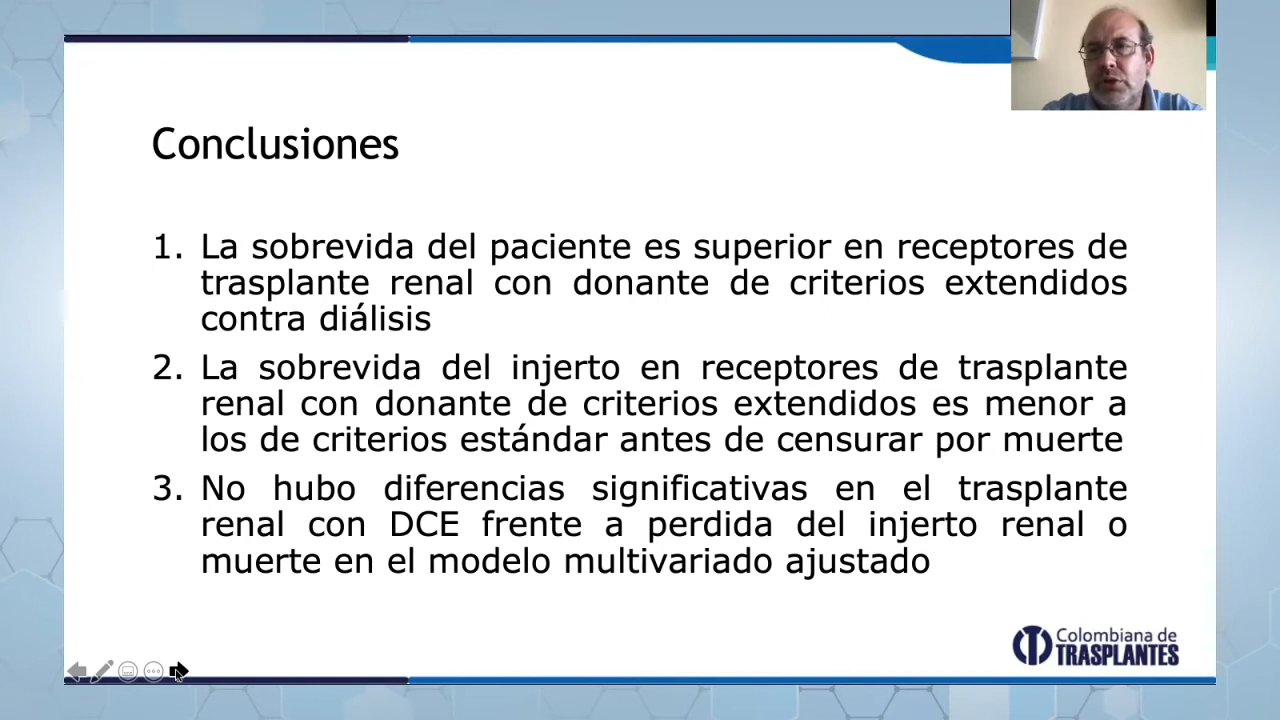 Conclusiones
1. La sobrevida del paciente es superior en receptores de
trasplante renal con donante de criterios extendidos
contra diálisis
2. La sobrevida del injerto en receptores de trasplante
renal con donante de criterios extendidos es menor a
los de criterios estándar antes de censurar por muerte
3. No hubo diferencias significativas en el trasplante
renal con DCE frente a perdida del injerto renal o
muerte en el modelo multivariado ajustado
Colombiana de
TRASPLANTES